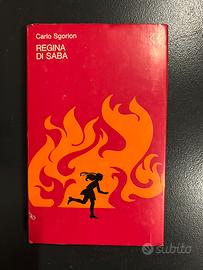 Carlo Sgorlon
REGINA
DI SABA
subito